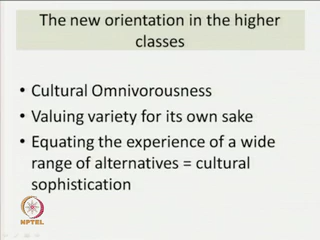 The new orientation in the higher
classes
• Cultural Omnivorousness
• Valuing variety for its own sake
• Equating the experience of a wide
range of alternatives = cultural
sophistication
NPTEL